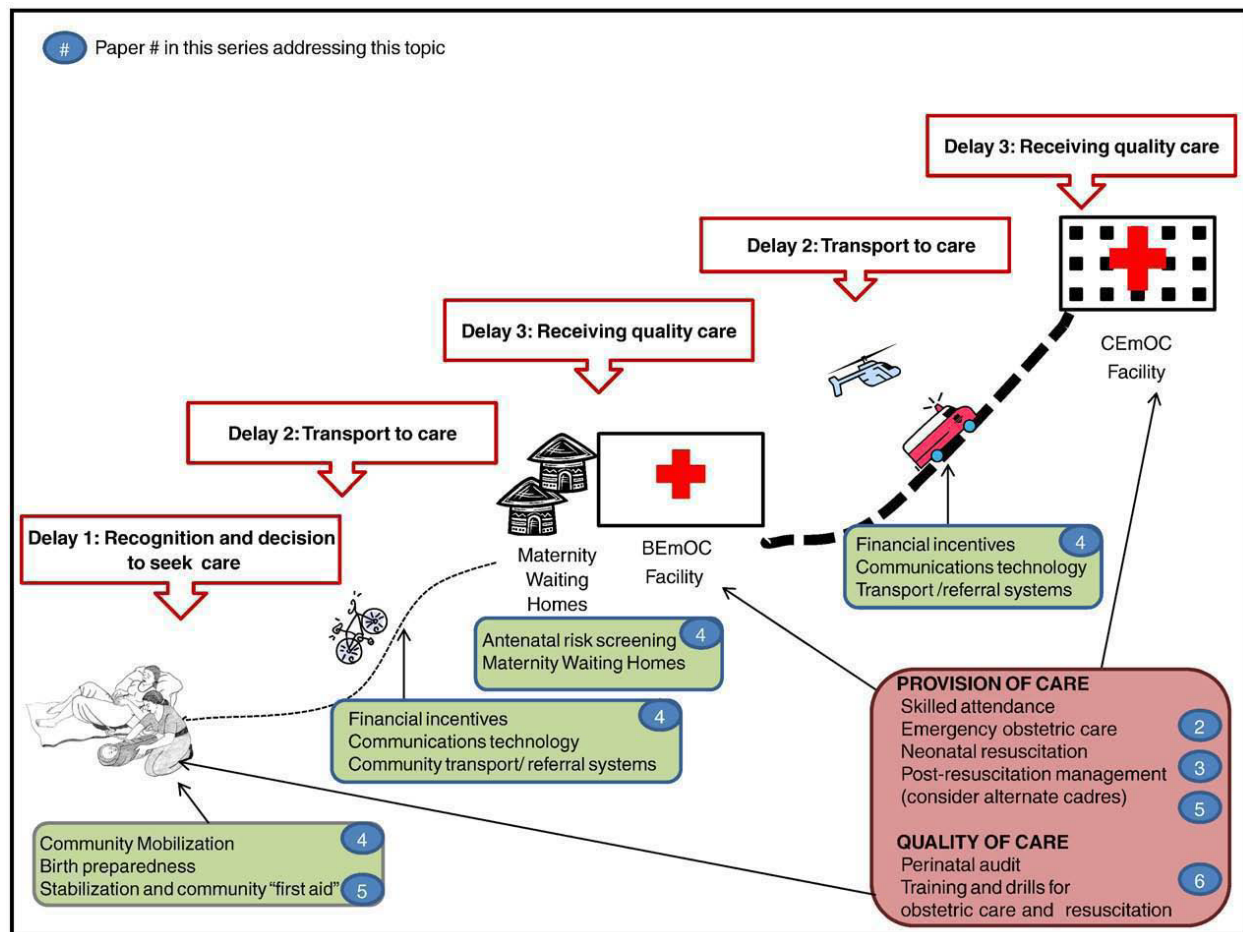 # Paper # in this series addressing this topic
Delay 3: Receiving quality care
Delay 2: Transport to care
CEmOC
Facility
Delay 3: Receiving quality care
Delay 2: Transport to care
Delay 1: Recognition and decision
to seek care
Maternity
Waiting
Homes
BEmOC
Facility
Financial incentives 4
Communications technology
Transport /referral systems
Antenatal risk screening 4
Maternity Waiting Homes
Financial incentives 4
Communications technology
Community transport/ referral systems
Community Mobilization 4
Birth preparedness
Stabilization and community “first aid” 5
PROVISION OF CARE
Skilled attendance
Emergency obstetric care 2
Neonatal resuscitation
Post-resuscitation management 3
(consider alternate cadres) 5
QUALITY OF CARE
Perinatal audit
Training and drills for 6
obstetric care and resuscitation